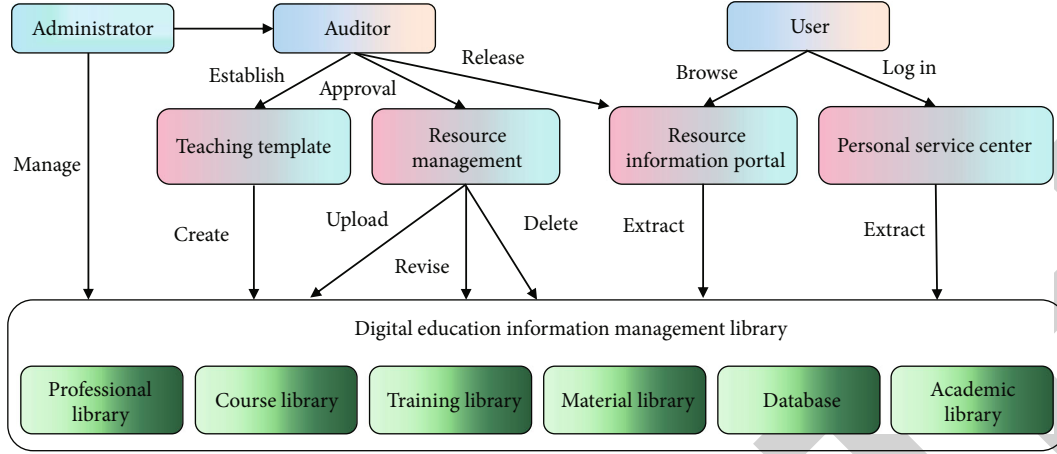 Administrator
Auditor
User
Establish
Approval
Release
Browse
Log in
Manage
Teaching template
Resource
management
Resource
information portal
Personal service center
Create
Upload
Revise
Delete
Extract
Extract
Digital education information management library
Professional
library
Course library
Training library
Material library
Database
Academic
library